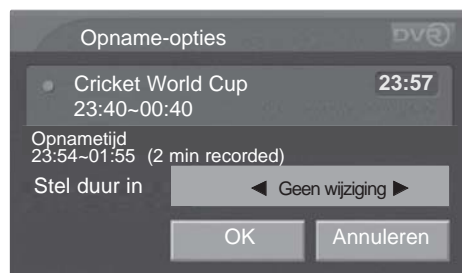 Opname-opties DVR
Cricket World Cup 23:57
23:40~00:40
Opnametijd
23:54~01:55 (2 min recorded)
Stel duur in ◀ Geen wijziging ▶
OK Annuleren